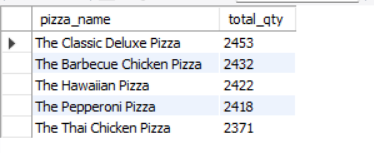 pizza_name total_qty
The Classic Deluxe Pizza 2453
The Barbecue Chicken Pizza 2432
The Hawaiian Pizza 2422
The Pepperoni Pizza 2418
The Thai Chicken Pizza 2371